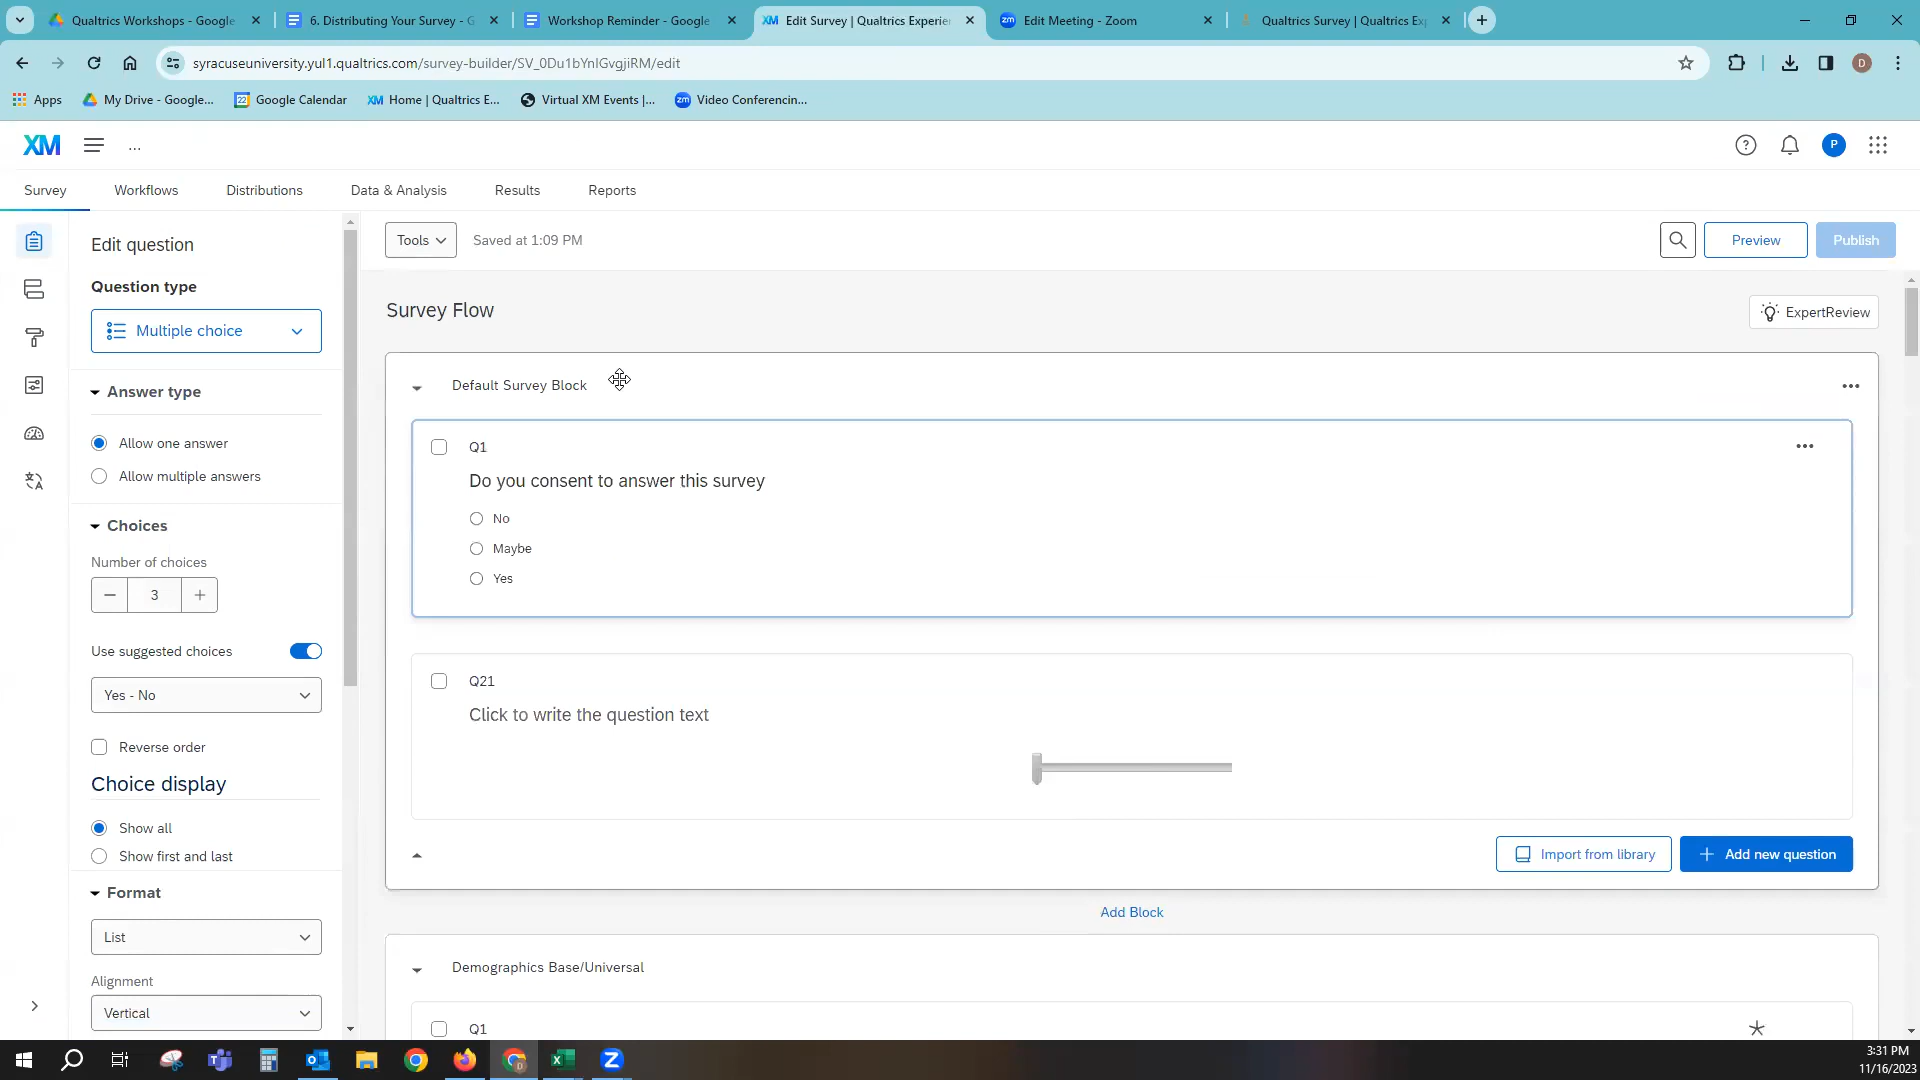 Qualtrics Workshops - Google
6. Distributing Your Survey - G
Workshop Reminder - Google
XM Edit Survey | Qualtrics Experie
zm Edit Meeting - Zoom
Qualtrics Survey | Qualtrics Ex
syracuseuniversity.yul1.qualtrics.com/survey-builder/SV_0Du1bYnlGvgjiRM/edit
D
Apps
My Drive - Google...
22 Google Calendar
XM Home | Qualtrics E...
Virtual XM Events |...
zm Video Conferencin...
XM
...
P
Survey
Workflows
Distributions
Data & Analysis
Results
Reports
Edit question
Question type
Multiple choice
Answer type
Allow one answer
Allow multiple answers
Choices
Number of choices
3
Use suggested choices
Yes - No
Reverse order
Choice display
Show all
Show first and last
Format
List
Alignment
Vertical
Tools
Saved at 1:09 PM
Preview
Publish
Survey Flow
ExpertReview
Default Survey Block
Q1
Do you consent to answer this survey
No
Maybe
Yes
Q21
Click to write the question text
Import from library
Add new question
Add Block
Demographics Base/Universal
Q1
3:31 PM
11/16/2023